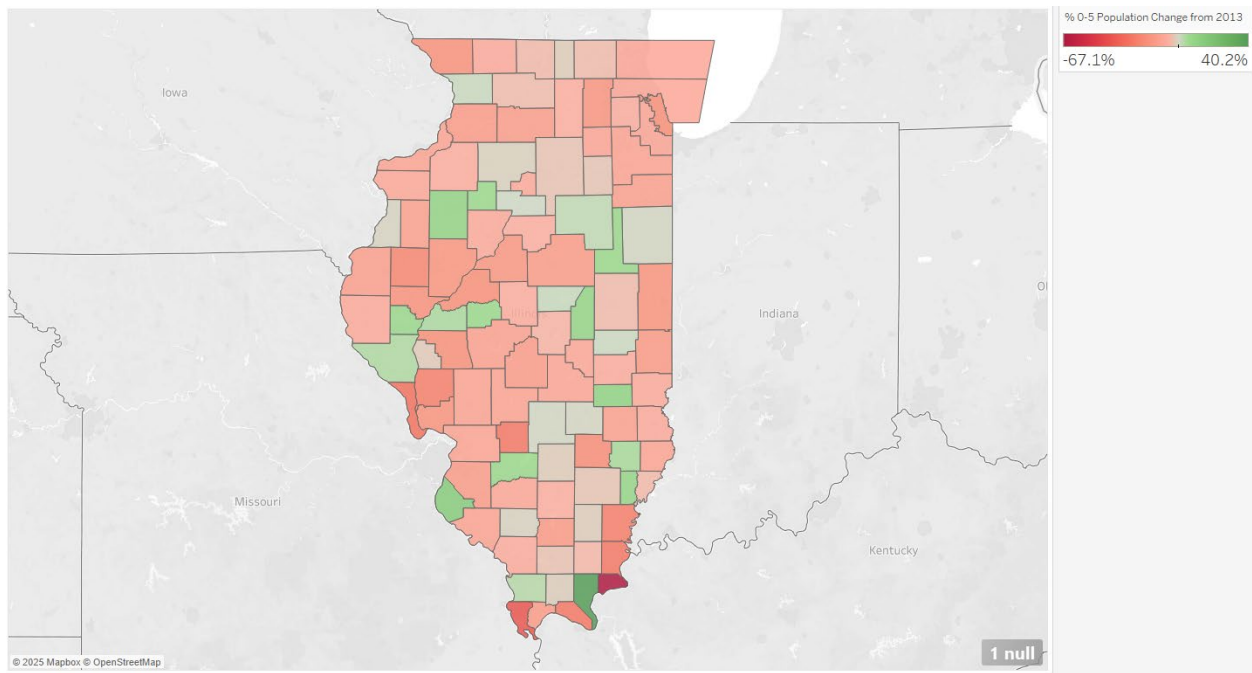 % 0-5 Population Change from 2013
-67.1% 40.2%
Iowa
Illinois
Indiana
Missouri
Kentucky
1 null
© 2025 Mapbox © OpenStreetMap